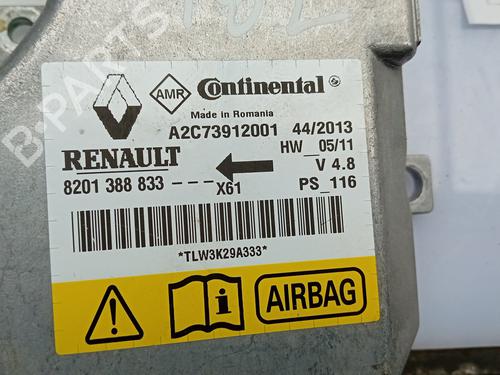 AMR Continental
Made in Romania
A2C73912001 44/2013
RENAULT HW_05/11
V 4.8
8201 388 833 - - - X61 PS_116
*TLW3K29A333*
AIRBAG
B-PARTS